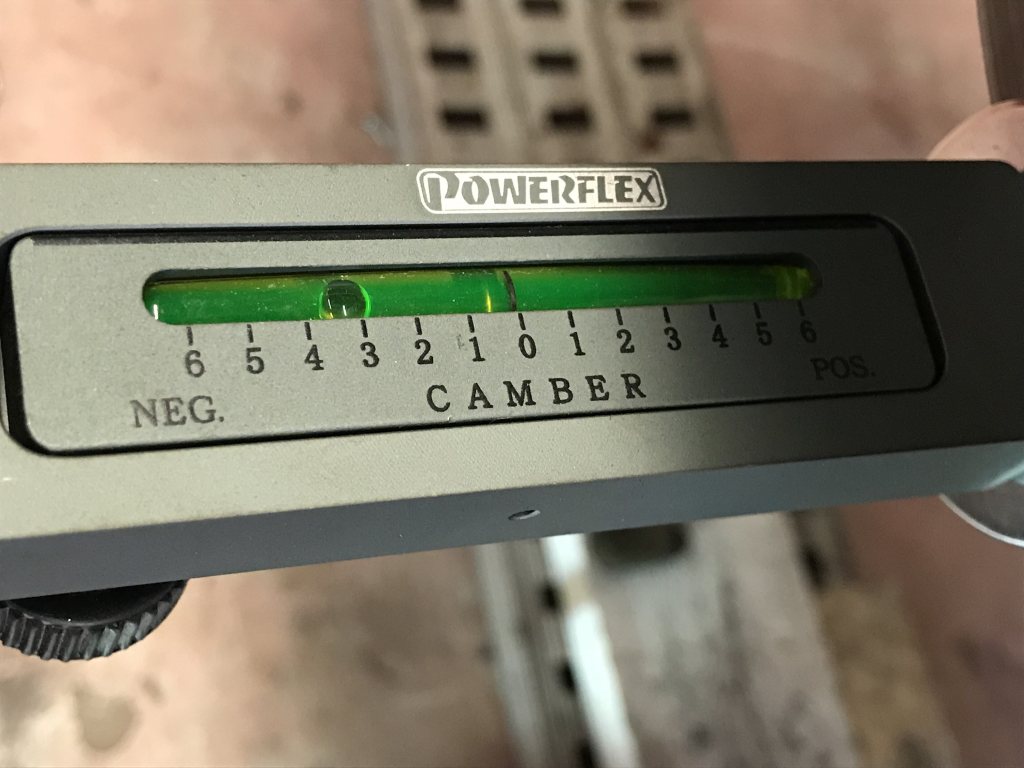 POWERFLEX
6 5 4 3 2 1 0 1 2 3 4 5 6
NEG. CAMBER POS.